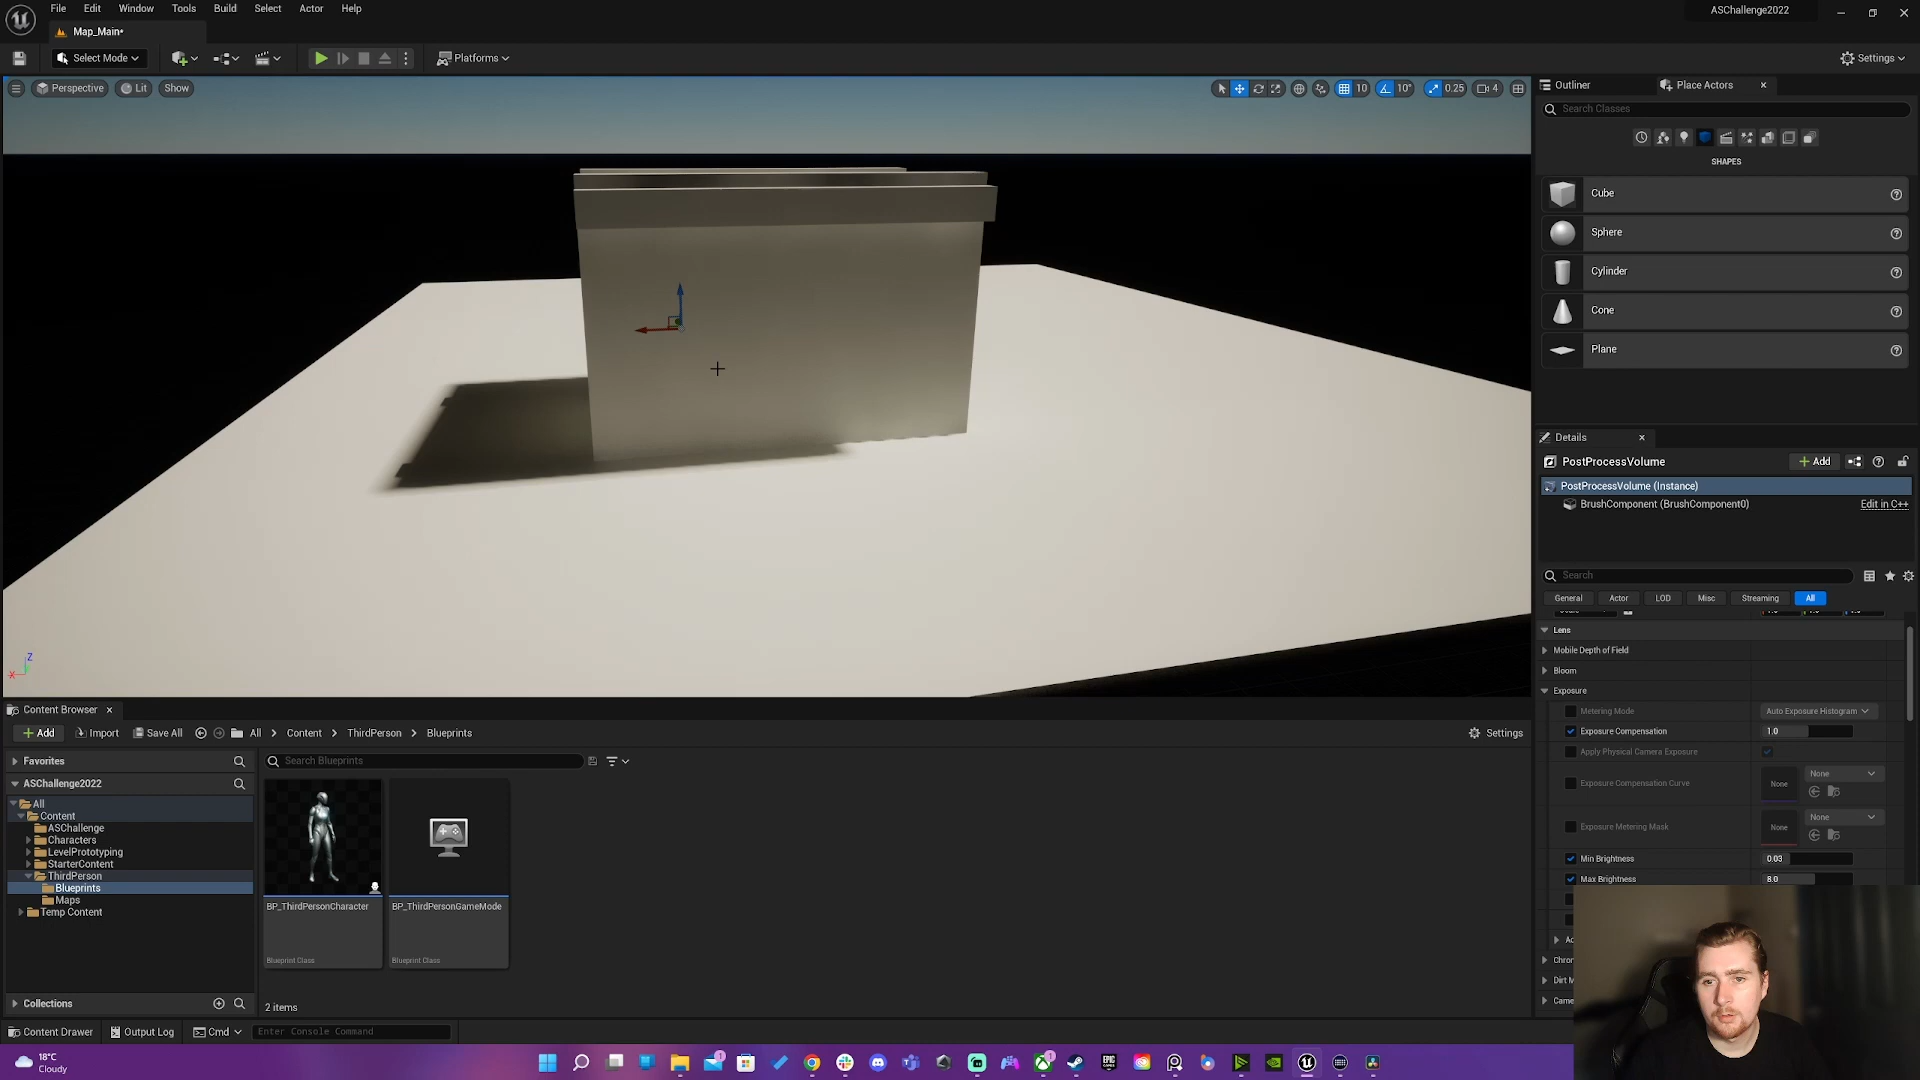 File Edit Window Tools Build Select Actor Help
ASChallenge2022
Map_Main*
Select Mode
Platforms
Settings
Perspective Lit Show
10 10° 0.25 4
Outliner Place Actors
Search Classes
SHAPES
Cube
Sphere
Cylinder
Cone
Plane
Details
PostProcessVolume
Add
PostProcessVolume (Instance)
BrushComponent (BrushComponent0) Edit in C++
Search
General Actor LOD Misc Streaming All
Lens
Mobile Depth of Field
Bloom
Exposure
Metering Mode Auto Exposure Histogram
Exposure Compensation 1.0
Apply Physical Camera Exposure
Exposure Compensation Curve None None
Exposure Metering Mask None None
Min Brightness 0.03
Max Brightness 8.0
Z
X
Content Browser
Add Import Save All All Content ThirdPerson Blueprints Settings
Favorites
Search Blueprints
ASChallenge2022
All
Content
ASChallenge
Characters
LevelPrototyping
StarterContent
ThirdPerson
Blueprints
Maps
Temp Content
BP_ThirdPersonCharacter
Blueprint Class
BP_ThirdPersonGameMode
Blueprint Class
Collections
2 items
Content Drawer Output Log Cmd Enter Console Command
18°C
Cloudy